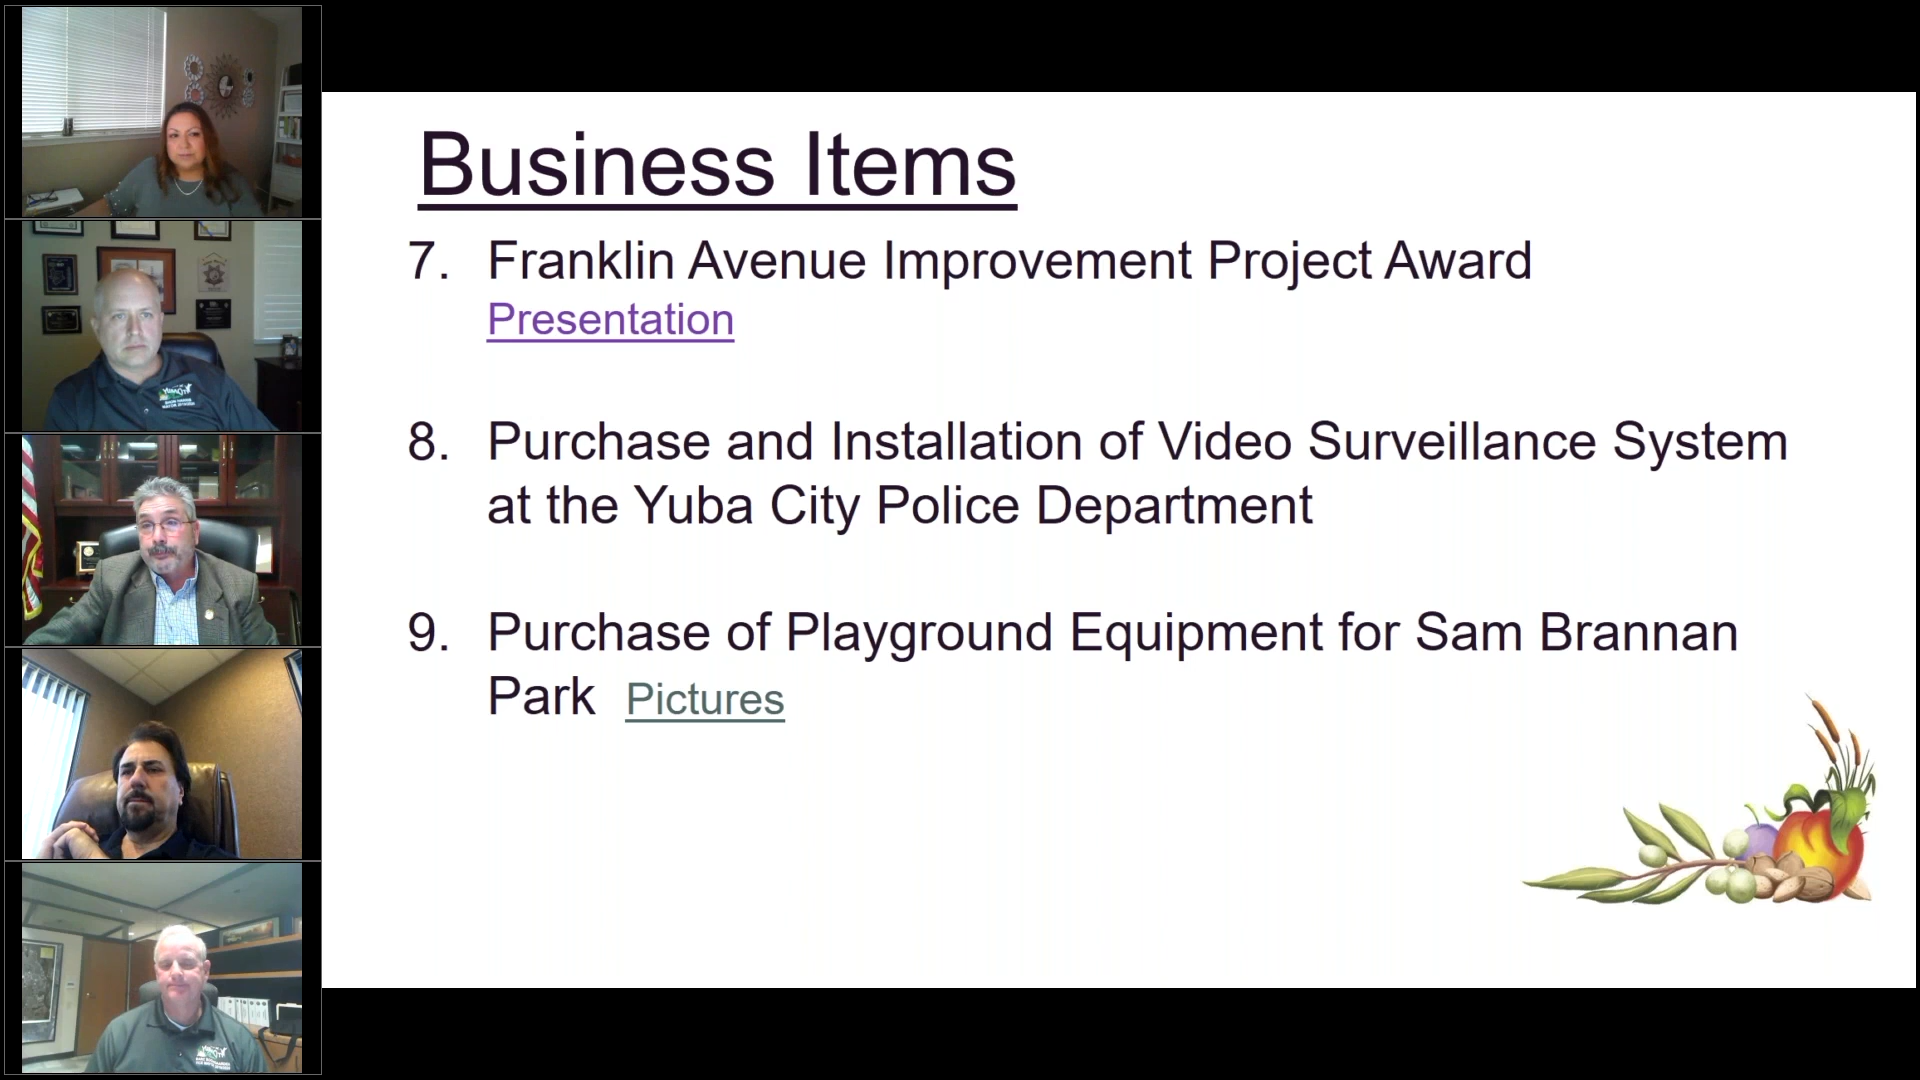 Business Items
7. Franklin Avenue Improvement Project Award
Presentation
8. Purchase and Installation of Video Surveillance System
at the Yuba City Police Department
9. Purchase of Playground Equipment for Sam Brannan
Park Pictures